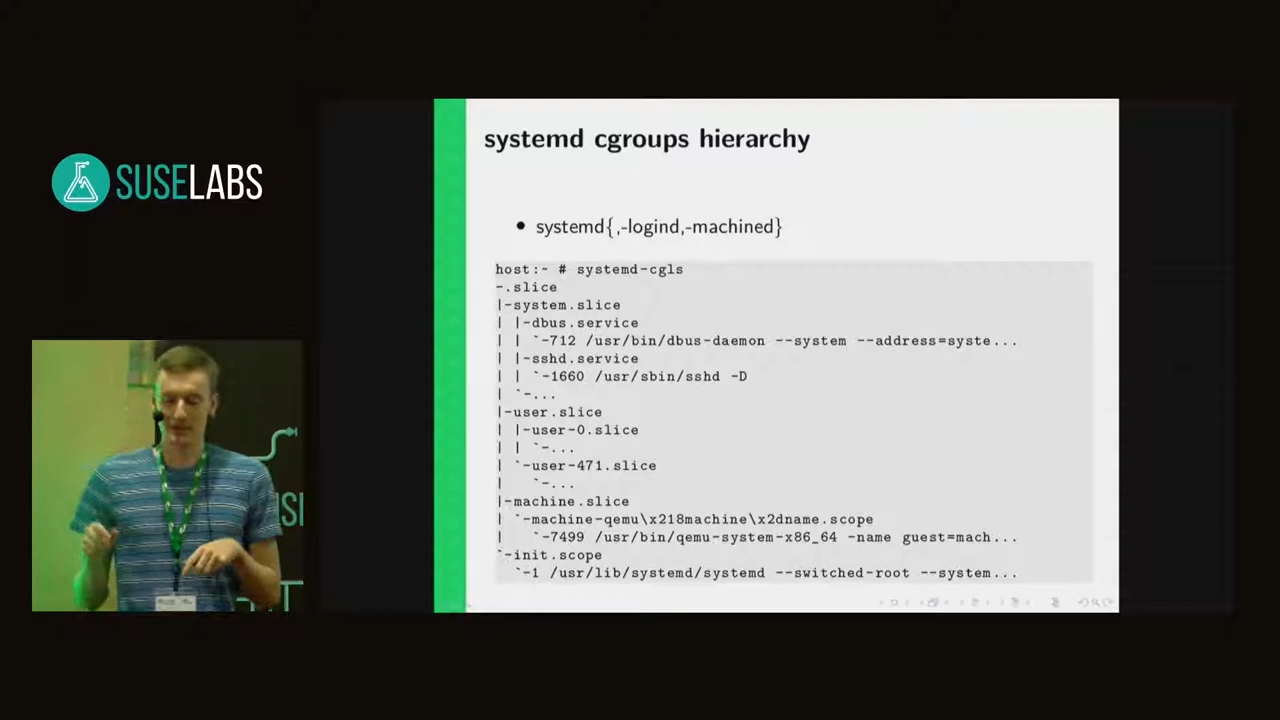 SUSELABS
systemd cgroups hierarchy
• systemd{,-logind,-machined}
host:~ # systemd-cgls
-.slice
|-system.slice
| |-dbus.service
| | `-712 /usr/bin/dbus-daemon --system --address=syste...
| |-sshd.service
| | `-1660 /usr/sbin/sshd -D
| `-...
|-user.slice
| |-user-0.slice
| | `-...
| `-user-471.slice
|   `-...
|-machine.slice
| `-machine-qemu\x218machine\x2dname.scope
|   `-7499 /usr/bin/qemu-system-x86_64 -name guest=mach...
`-init.scope
  `-1 /usr/lib/systemd/systemd --switched-root --system...